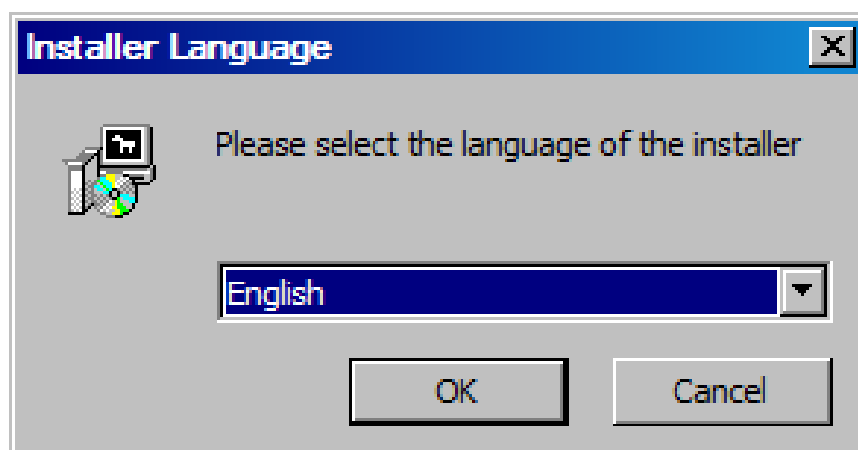 Installer Language
Please select the language of the installer
English
OK
Cancel